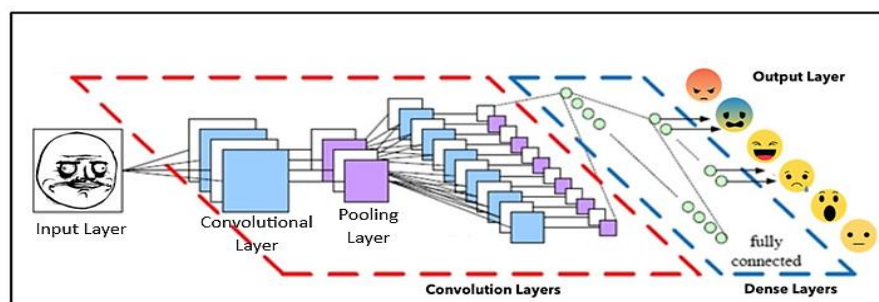 Output Layer
Input Layer
Convolutional
Layer
Pooling
Layer
fully
connected
Convolution Layers
Dense Layers